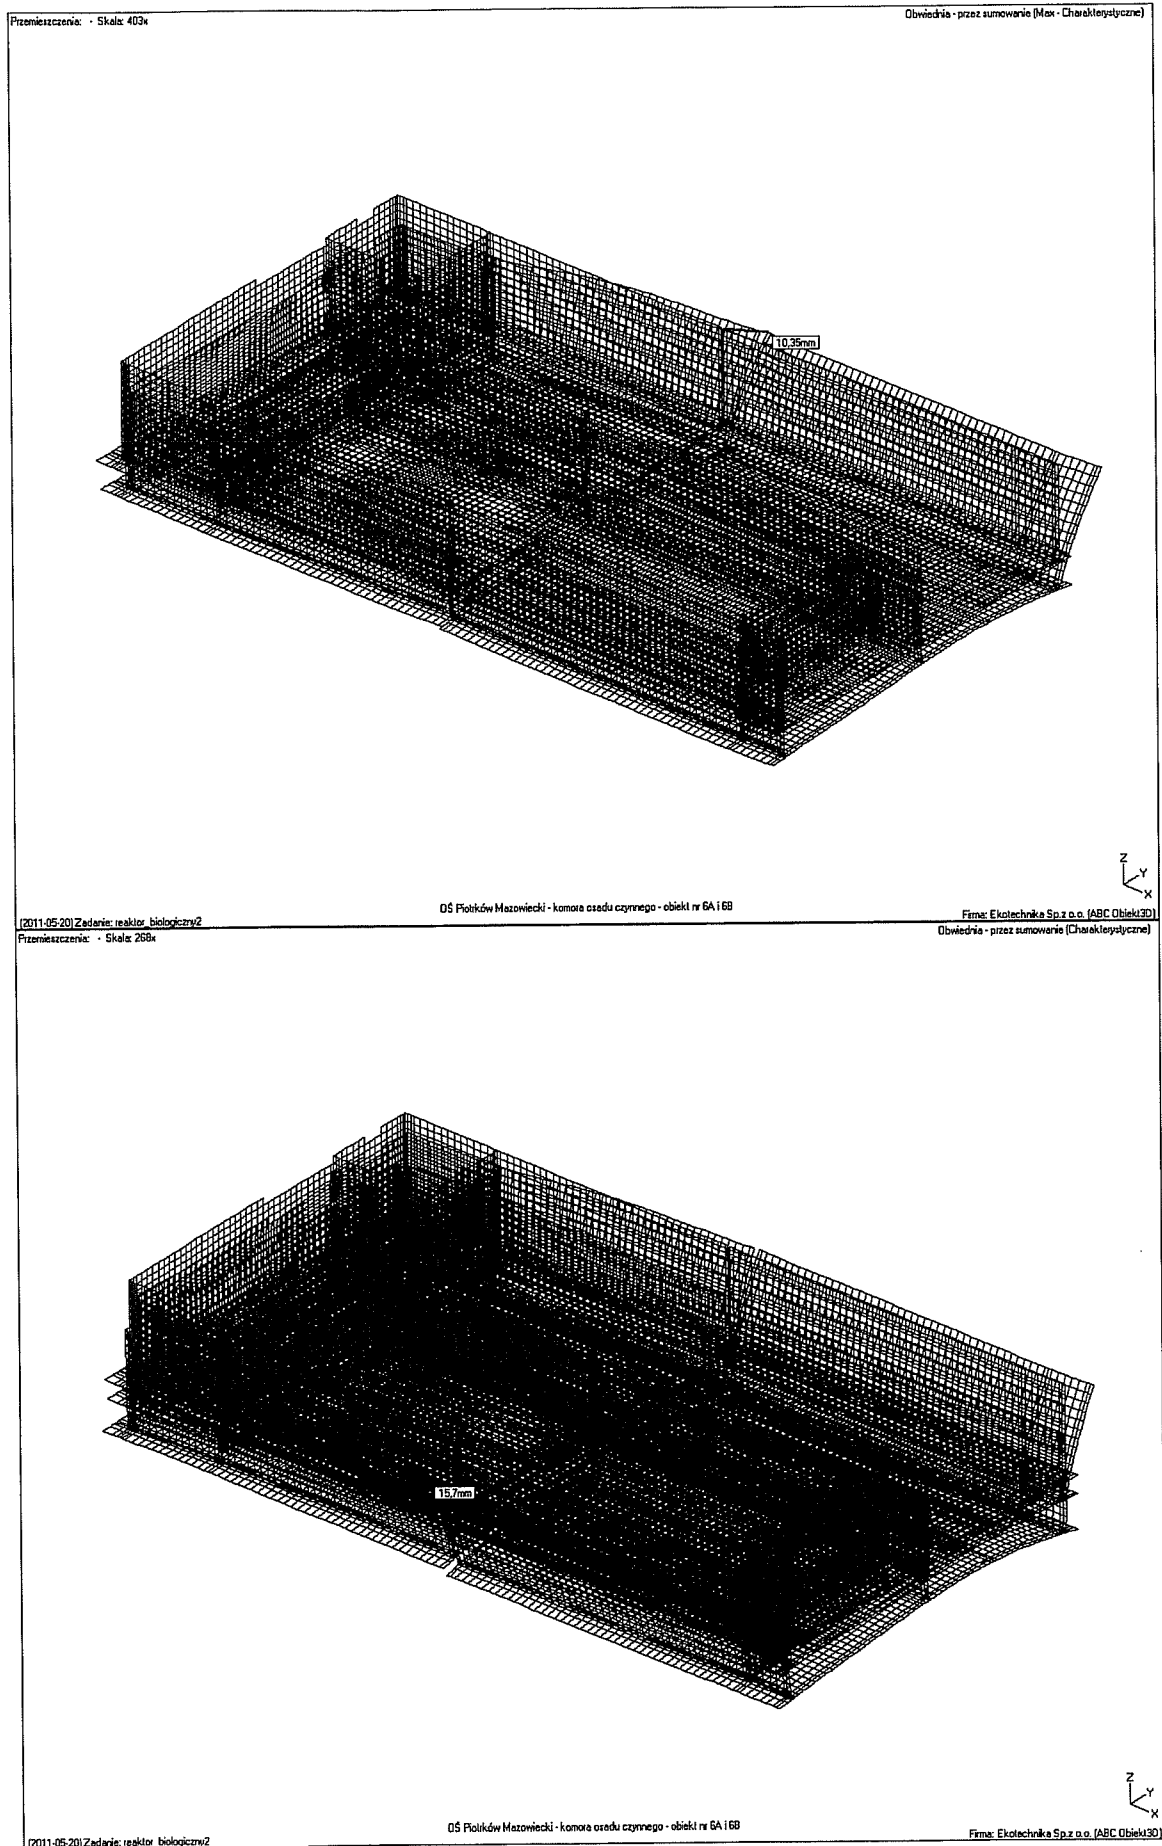 Przemieszczenia: - Skala: 403x
Obwiednia - przez sumowanie (Max - Charakterystyczne)
10,35mm
Z
Y
X
[2011-05-20] Zadanie: reaktor_biologiczny2
OŚ Piotrków Mazowiecki - komora osadu czynnego - obiekt nr 6A i 6B
Firma: Ekotechnika Sp.z o.o. [ABC Obiekt3D]
Przemieszczenia: - Skala: 268x
Obwiednia - przez sumowanie (Charakterystyczne)
15,7mm
Z
Y
X
[2011-05-20] Zadanie: reaktor_biologiczny2
OŚ Piotrków Mazowiecki - komora osadu czynnego - obiekt nr 6A i 6B
Firma: Ekotechnika Sp.z o.o. [ABC Obiekt3D]